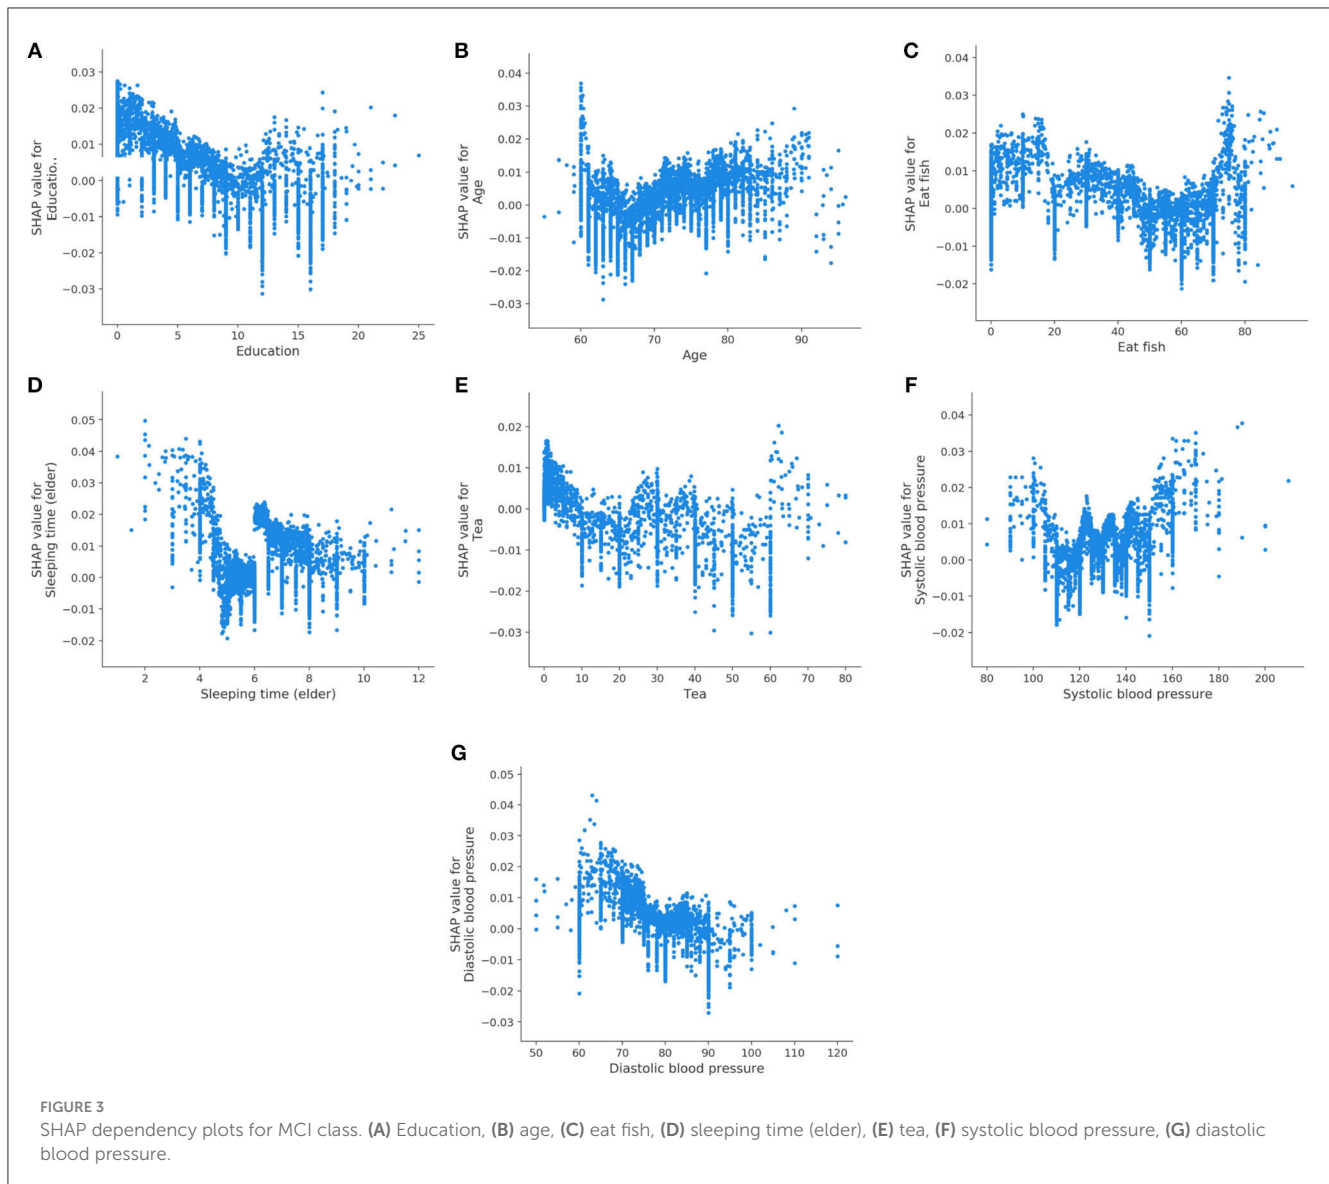 A
0.03
0.02
0.01
0.00
−0.01
−0.02
−0.03
SHAP value for
Educatio..
0 5 10 15 20 25
Education
B
0.04
0.03
0.02
0.01
0.00
−0.01
−0.02
−0.03
SHAP value for
Age
60 70 80 90
Age
C
0.04
0.03
0.02
0.01
0.00
−0.01
−0.02
SHAP value for
Eat fish
0 20 40 60 80
Eat fish
D
0.05
0.04
0.03
0.02
0.01
0.00
−0.01
−0.02
SHAP value for
Sleeping time (elder)
2 4 6 8 10 12
Sleeping time (elder)
E
0.02
0.01
0.00
−0.01
−0.02
−0.03
SHAP value for
Tea
0 10 20 30 40 50 60 70 80
Tea
F
0.04
0.03
0.02
0.01
0.00
−0.01
−0.02
SHAP value for
Systolic blood pressure
80 100 120 140 160 180 200
Systolic blood pressure
G
0.05
0.04
0.03
0.02
0.01
0.00
−0.01
−0.02
−0.03
SHAP value for
Diastolic blood pressure
50 60 70 80 90 100 110 120
Diastolic blood pressure
FIGURE 3
SHAP dependency plots for MCI class. (A) Education, (B) age, (C) eat fish, (D) sleeping time (elder), (E) tea, (F) systolic blood pressure, (G) diastolic
blood pressure.